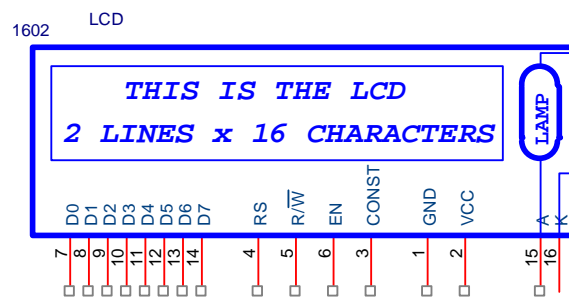 LCD
1602
THIS IS THE LCD
2 LINES x 16 CHARACTERS
LAMP
D0 D1 D2 D3 D4 D5 D6 D7 RS R/W EN CONST GND VCC A K
7 8 9 10 11 12 13 14 4 5 6 3 1 2 15 16